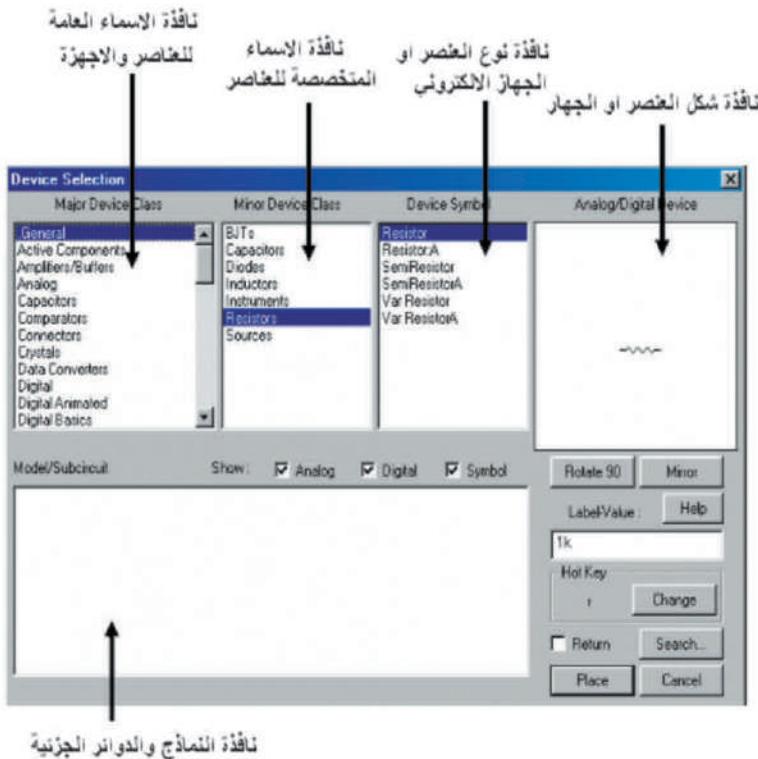 نافذة الاسماء العامة
للعناصر والاجهزة
نافذة الاسماء
المتخصصة للعناصر
نافذة نوع العنصر او
الجهاز الالكتروني
نافذة شكل العنصر او الجهار
Device Selection
Major Device Class
Minor Device Class
Device Symbol
Analog/Digital Device
.General
Active Components
Amplifiers/Buffers
Analog
Capacitors
Comparators
Connectors
Crystals
Data Converters
Digital
Digital Animated
Digital Basics
BJTs
Capacitors
Diodes
Inductors
Instruments
Resistors
Sources
Resistor
Resistor:A
SemiResistor
SemiResistorA
Var Resistor
Var ResistorA
Model/Subcircuit
Show:
Analog
Digital
Symbol
Rotate 90
Mirror
Label-Value:
Help
1k
Hot Key
r
Change
Return
Search...
Place
Cancel
نافذة النماذج والدوائر الجزئية